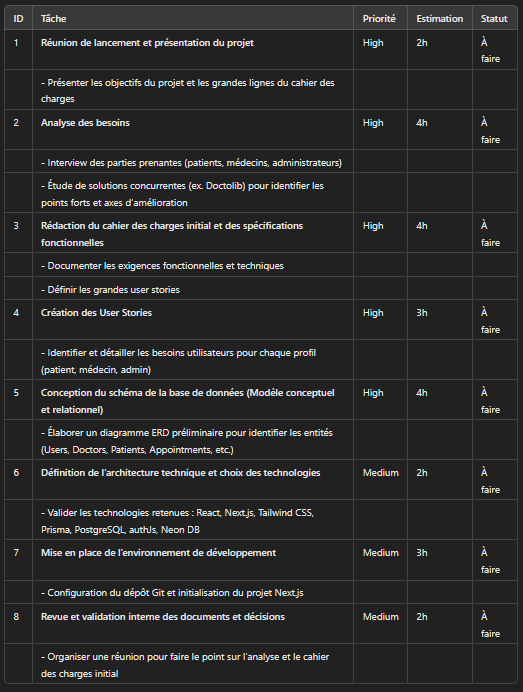 ID Tâche Priorité Estimation Statut
1 Réunion de lancement et présentation du projet High 2h À
faire
- Présenter les objectifs du projet et les grandes lignes du cahier des
charges
2 Analyse des besoins High 4h À
faire
- Interview des parties prenantes (patients, médecins, administrateurs)
- Étude de solutions concurrentes (ex. Doctolib) pour identifier les
points forts et axes d’amélioration
3 Rédaction du cahier des charges initial et des spécifications High 4h À
fonctionnelles faire
- Documenter les exigences fonctionnelles et techniques
- Définir les grandes user stories
4 Création des User Stories High 3h À
faire
- Identifier et détailler les besoins utilisateurs pour chaque profil
(patient, médecin, admin)
5 Conception du schéma de la base de données (Modèle conceptuel High 4h À
et relationnel) faire
- Élaborer un diagramme ERD préliminaire pour identifier les entités
(Users, Doctors, Patients, Appointments, etc.)
6 Définition de l’architecture technique et choix des technologies Medium 2h À
faire
- Valider les technologies retenues : React, Next.js, Tailwind CSS,
Prisma, PostgreSQL, authJs, Neon DB
7 Mise en place de l’environnement de développement Medium 3h À
faire
- Configuration du dépôt Git et initialisation du projet Next.js
8 Revue et validation interne des documents et décisions Medium 2h À
faire
- Organiser une réunion pour faire le point sur l’analyse et le cahier
des charges initial